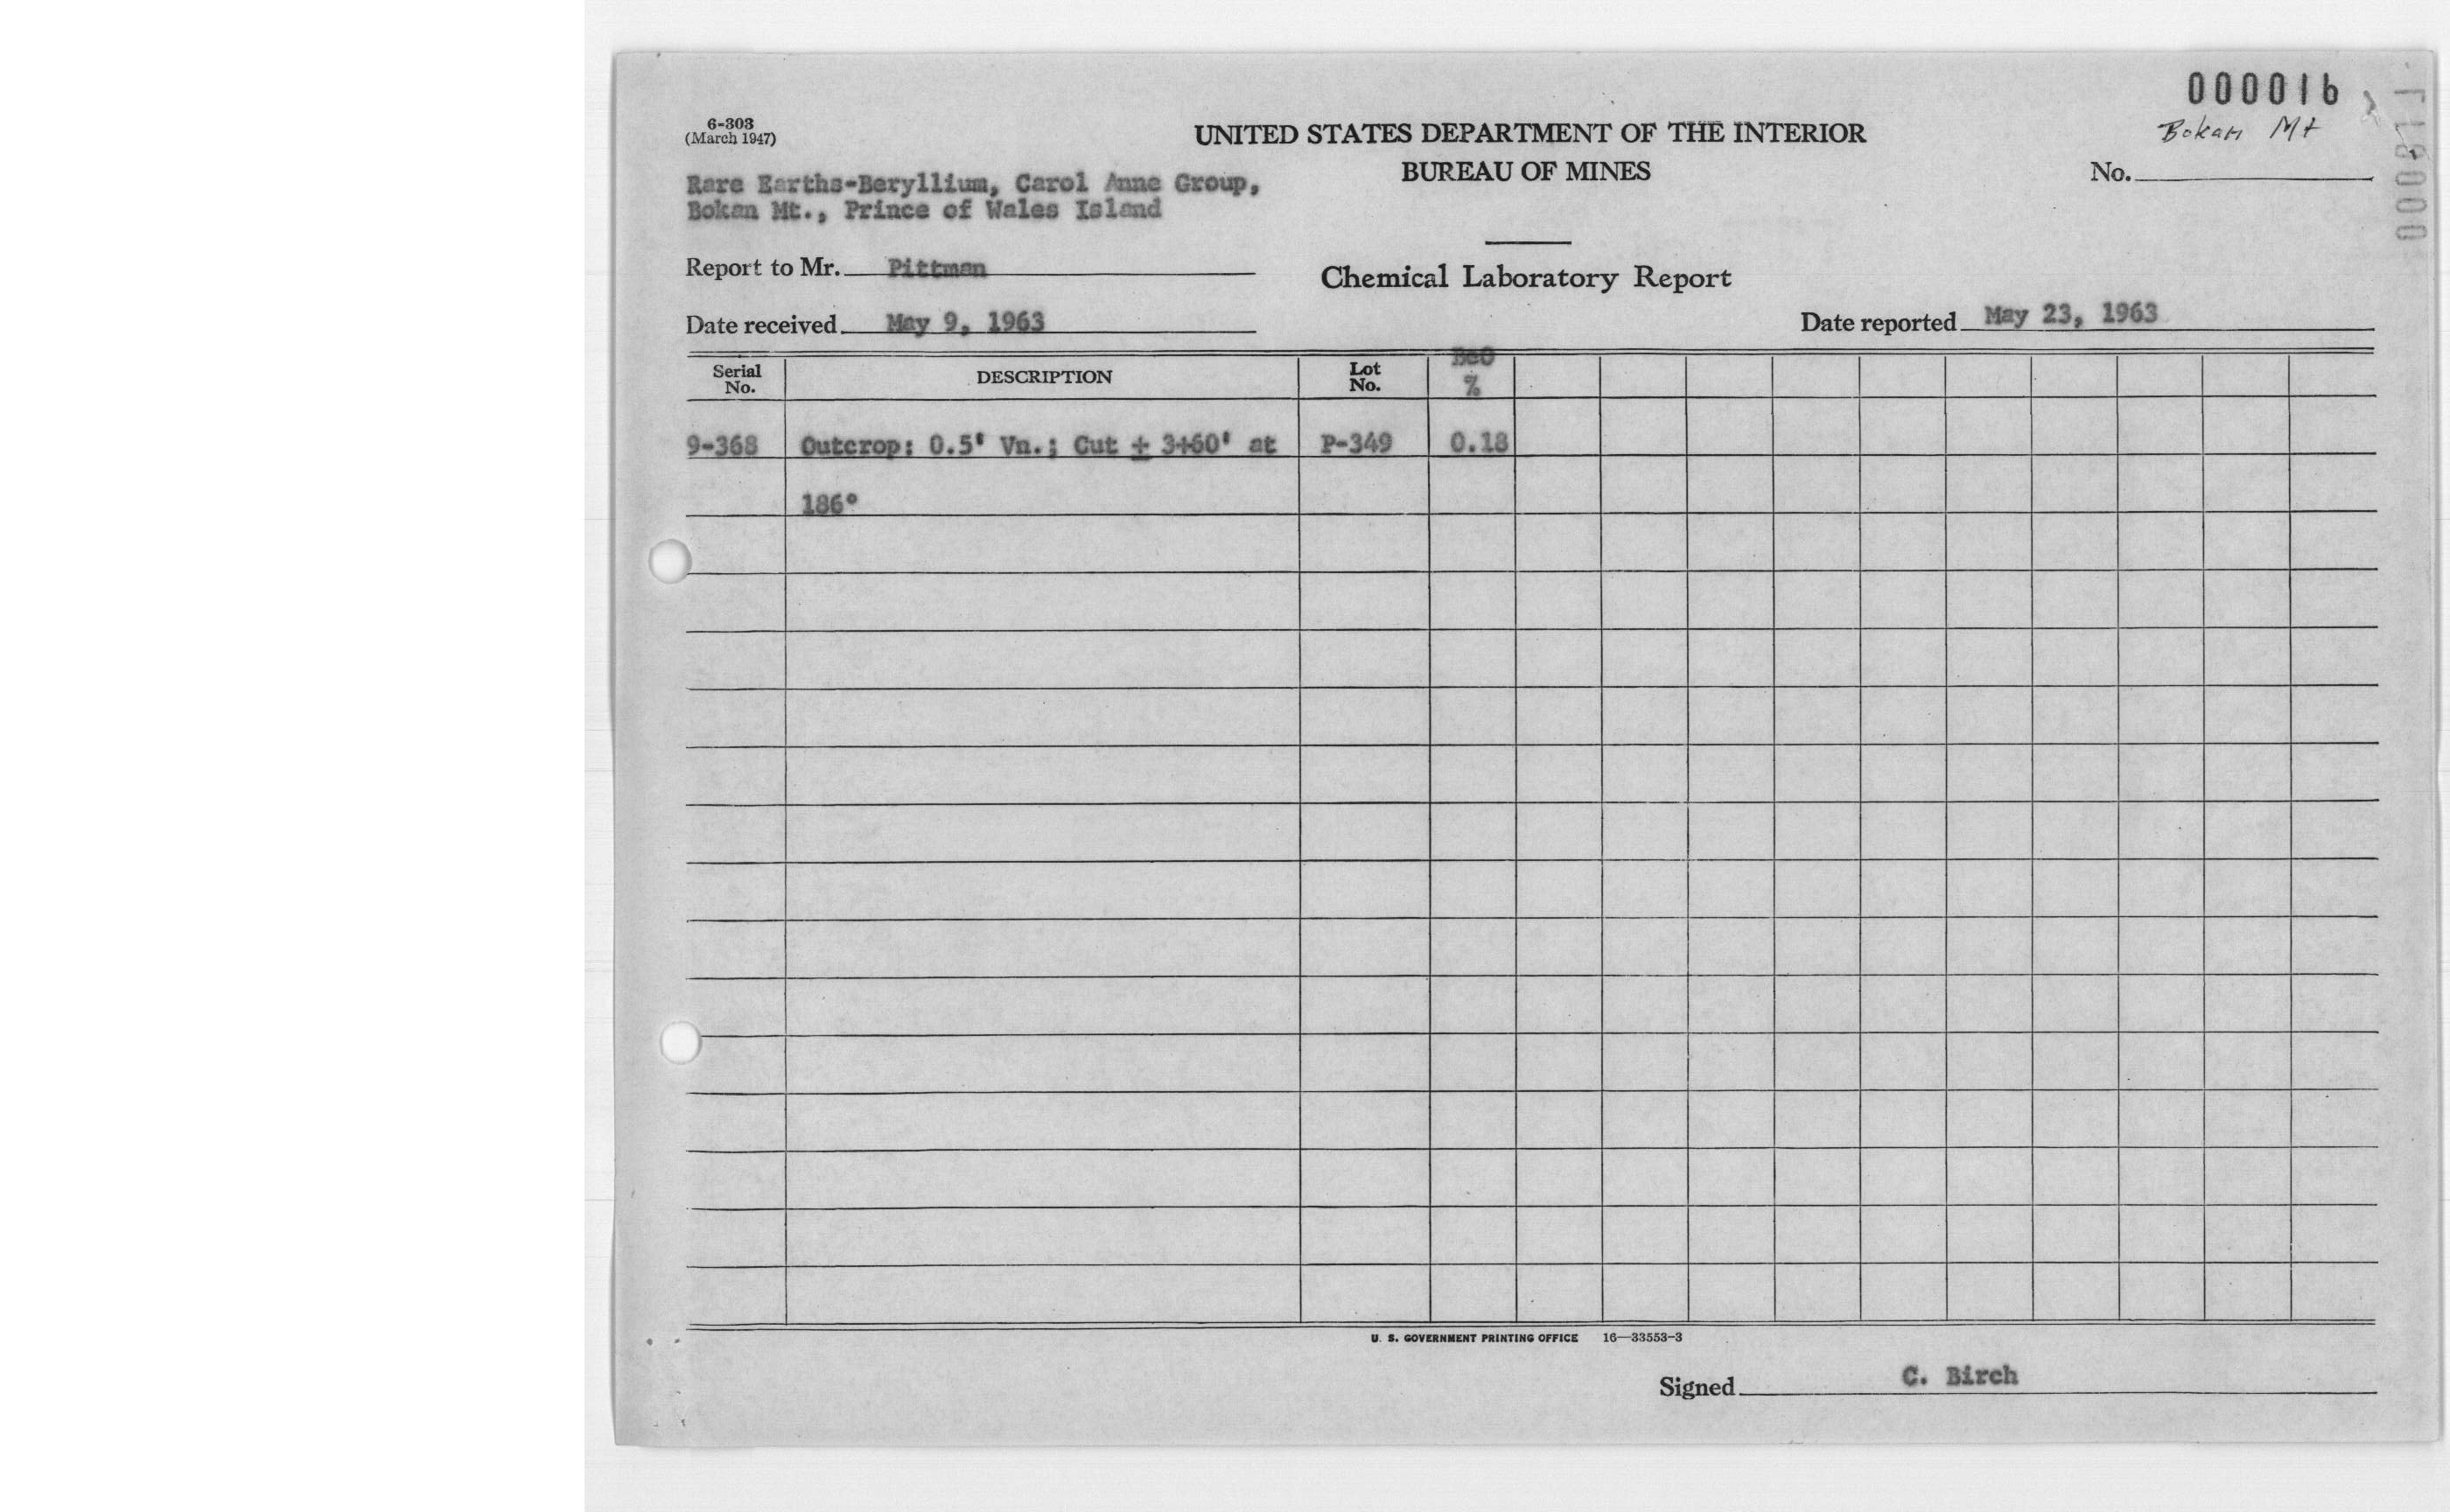 000016
Bokan Mt
6-303
(March 1947)
UNITED STATES DEPARTMENT OF THE INTERIOR
BUREAU OF MINES
No.
Rare Earths-Beryllium, Carol Anne Group,
Bokan Mt., Prince of Wales Island
Report to Mr. Pittman
Chemical Laboratory Report
Date received May 9, 1963
Date reported May 23, 1963
Serial No. DESCRIPTION Lot No. BeO %
9-368 Outcrop: 0.5' Vn.; Cut ± 3+60' at P-349 0.18
186°
U. S. GOVERNMENT PRINTING OFFICE 16—33553-3
Signed C. Birch